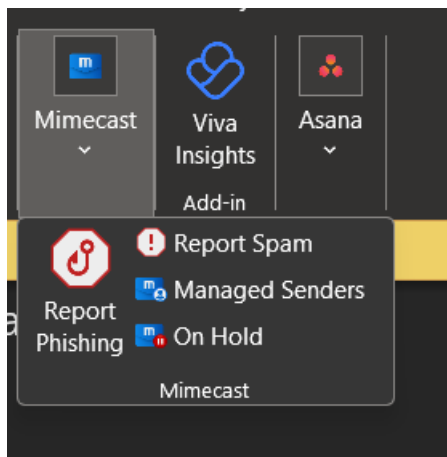 Mimecast
Viva
Insights
Asana
Add-in
Report
Phishing
Report Spam
Managed Senders
On Hold
Mimecast